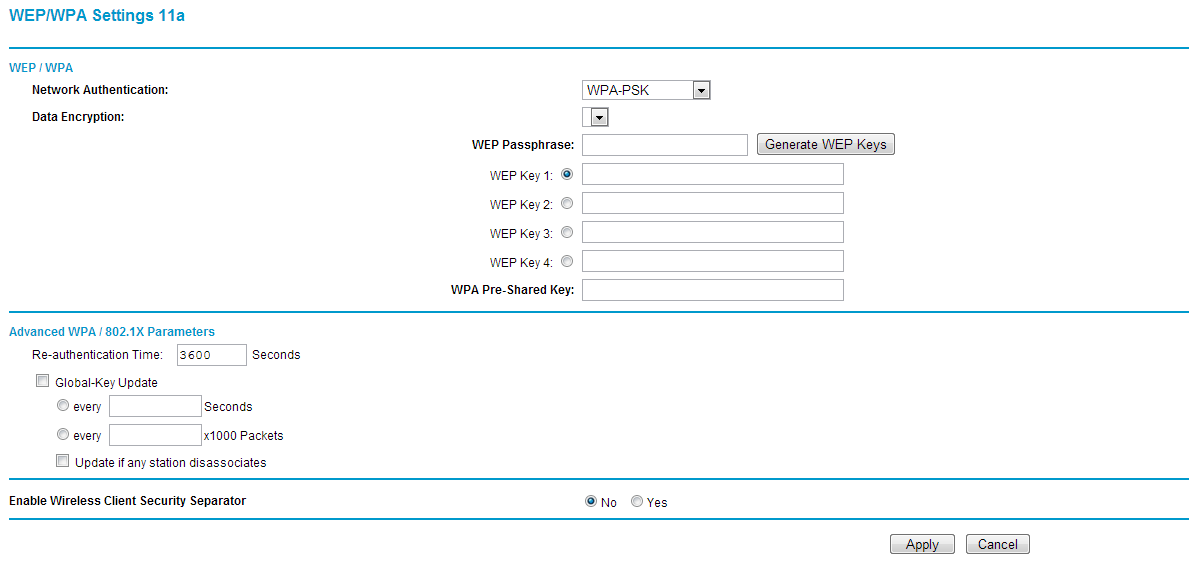 WEP/WPA Settings 11a
WEP / WPA
Network Authentication: WPA-PSK
Data Encryption:
WEP Passphrase: Generate WEP Keys
WEP Key 1:
WEP Key 2:
WEP Key 3:
WEP Key 4:
WPA Pre-Shared Key:
Advanced WPA / 802.1X Parameters
Re-authentication Time: 3600 Seconds
Global-Key Update
every Seconds
every x1000 Packets
Update if any station disassociates
Enable Wireless Client Security Separator No Yes
Apply Cancel